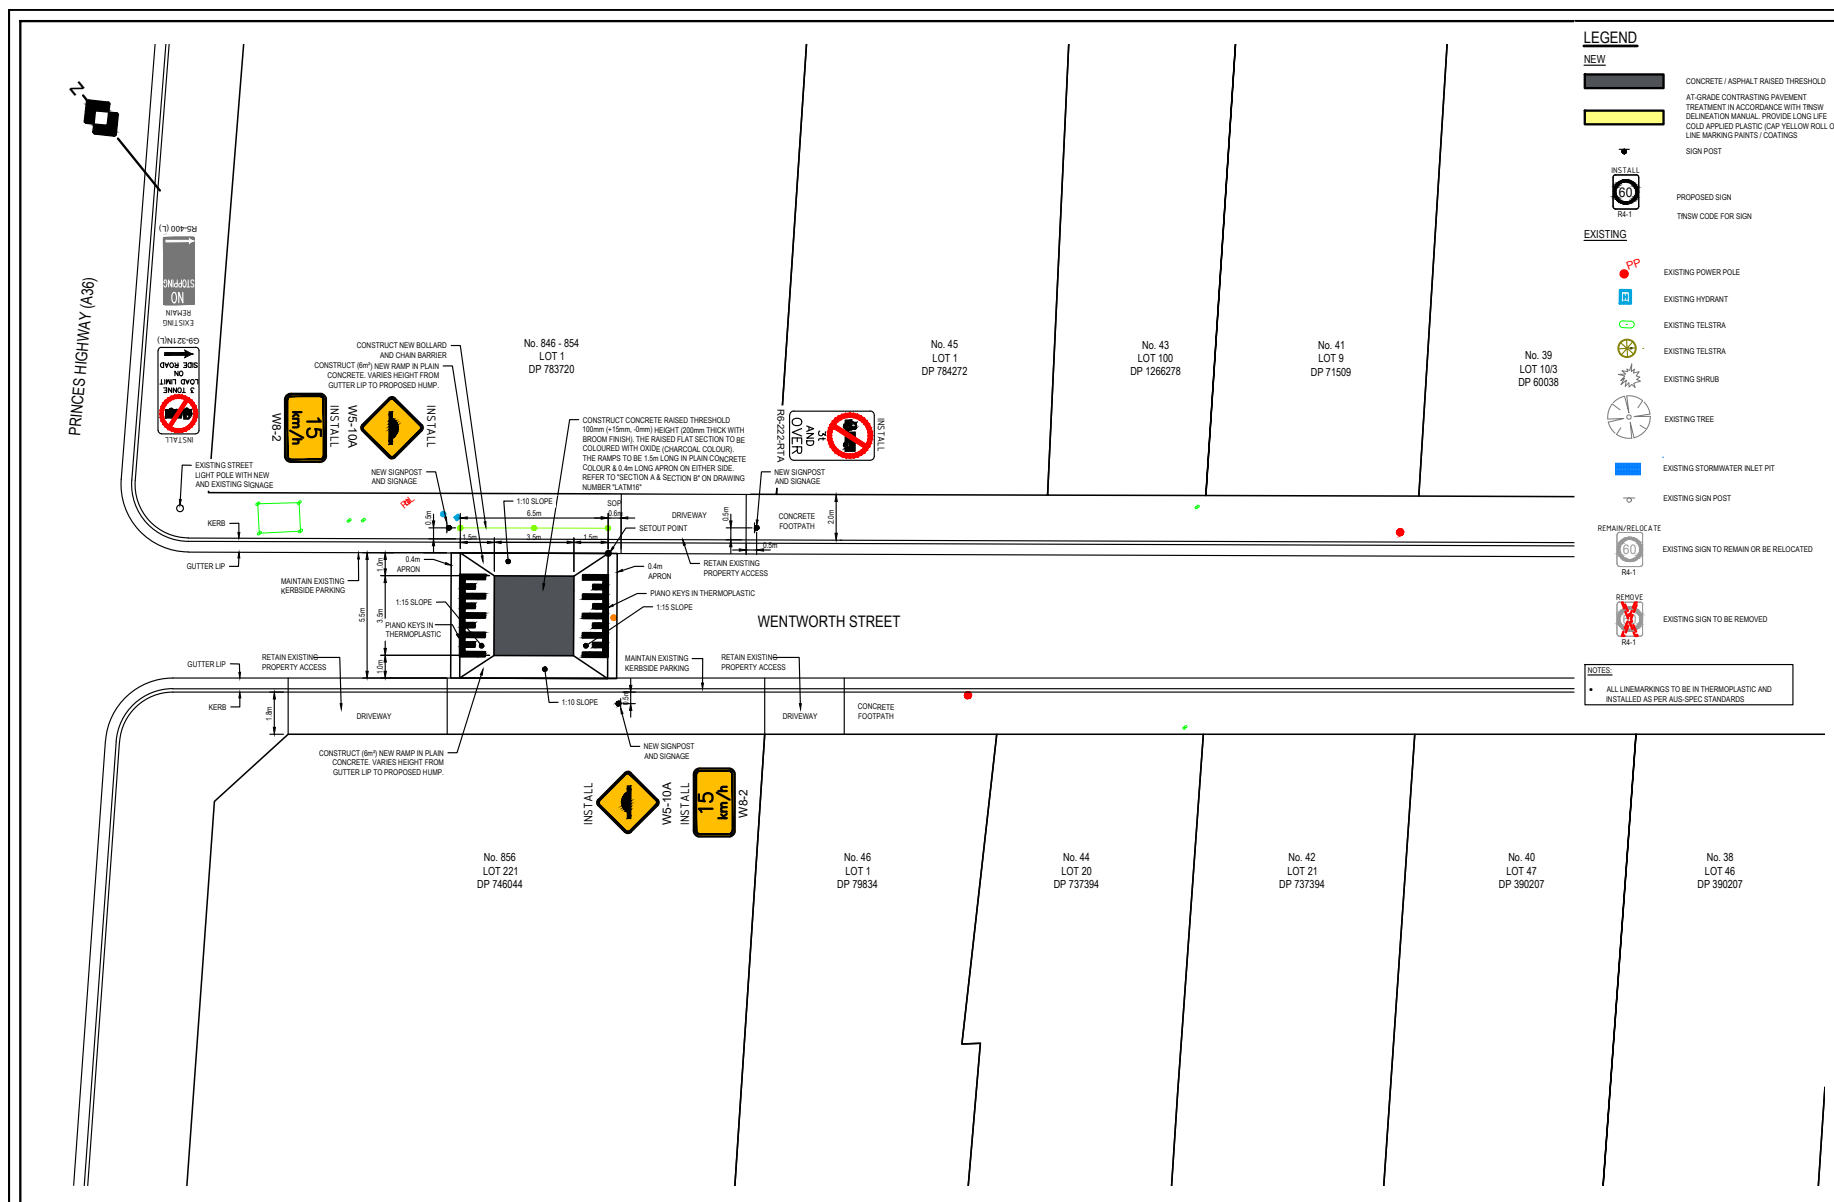 LEGEND
NEW
CONCRETE / ASPHALT RAISED THRESHOLD
AT-GRADE CONTRASTING PAVEMENT
TREATMENT IN ACCORDANCE WITH TfNSW
DELINEATION MANUAL. PROVIDE LONG LIFE
COLD APPLIED PLASTIC (CAP YELLOW ROLL O
LINE MARKING PAINTS / COATINGS
SIGN POST
INSTALL
60
R4-1
PROPOSED SIGN
TfNSW CODE FOR SIGN
EXISTING
PP
EXISTING POWER POLE
H
EXISTING HYDRANT
EXISTING TELSTRA
EXISTING TELSTRA
EXISTING SHRUB
EXISTING TREE
EXISTING STORMWATER INLET PIT
EXISTING SIGN POST
REMAIN/RELOCATE
60
R4-1
EXISTING SIGN TO REMAIN OR BE RELOCATED
REMOVE
R4-1
EXISTING SIGN TO BE REMOVED
NOTES:
• ALL LINEMARKINGS TO BE IN THERMOPLASTIC AND
INSTALLED AS PER AUS-SPEC STANDARDS
Z
PRINCES HIGHWAY (A36)
R5-400 (L)
NO
STOPPING
REMAIN
EXISTING
G9-321N(L)
3 TONNE
LOAD LIMIT
ON
SIDE ROAD
INSTALL
EXISTING STREET
LIGHT POLE WITH NEW
AND EXISTING SIGNAGE
KERB
GUTTER LIP
CONSTRUCT NEW BOLLARD
AND CHAIN BARRIER
CONSTRUCT (6m²) NEW RAMP IN PLAIN
CONCRETE. VARIES HEIGHT FROM
GUTTER LIP TO PROPOSED HUMP.
INSTALL
W8-2
15
km/h
INSTALL
W5-10A
NEW SIGNPOST
AND SIGNAGE
No. 846 - 854
LOT 1
DP 783720
CONSTRUCT CONCRETE RAISED THRESHOLD
100mm (+15mm, -0mm) HEIGHT (200mm THICK WITH
BROOM FINISH). THE RAISED FLAT SECTION TO BE
COLOURED WITH OXIDE (CHARCOAL COLOUR).
THE RAMPS TO BE 1.5m LONG IN PLAIN CONCRETE
COLOUR & 0.4m LONG APRON ON EITHER SIDE.
REFER TO "SECTION A & SECTION B" ON DRAWING
NUMBER "LATM16"
R6-222-RTA
3t
AND
OVER
INSTALL
NEW SIGNPOST
AND SIGNAGE
No. 45
LOT 1
DP 784272
No. 43
LOT 100
DP 1266278
No. 41
LOT 9
DP 71509
No. 39
LOT 10/3
DP 60038
1:10 SLOPE
SOP
0.5m
6.5m
0.6m
DRIVEWAY
0.5m
CONCRETE
FOOTPATH
2.0m
SETOUT POINT
1.5m
3.5m
1.5m
0.5m
0.4m
APRON
0.4m
APRON
RETAIN EXISTING
PROPERTY ACCESS
MAINTAIN EXISTING
KERBSIDE PARKING
1.0m
5.5m
3.5m
1.0m
1:15 SLOPE
PIANO KEYS IN
THERMOPLASTIC
PIANO KEYS IN THERMOPLASTIC
1:15 SLOPE
WENTWORTH STREET
GUTTER LIP
RETAIN EXISTING
PROPERTY ACCESS
MAINTAIN EXISTING
KERBSIDE PARKING
RETAIN EXISTING
PROPERTY ACCESS
KERB
1.8m
DRIVEWAY
1:10 SLOPE
0.5m
DRIVEWAY
CONCRETE
FOOTPATH
CONSTRUCT (6m²) NEW RAMP IN PLAIN
CONCRETE. VARIES HEIGHT FROM
GUTTER LIP TO PROPOSED HUMP.
NEW SIGNPOST
AND SIGNAGE
INSTALL
W5-10A
INSTALL
15
km/h
W8-2
No. 856
LOT 221
DP 746044
No. 46
LOT 1
DP 79834
No. 44
LOT 20
DP 737394
No. 42
LOT 21
DP 737394
No. 40
LOT 47
DP 390207
No. 38
LOT 46
DP 390207